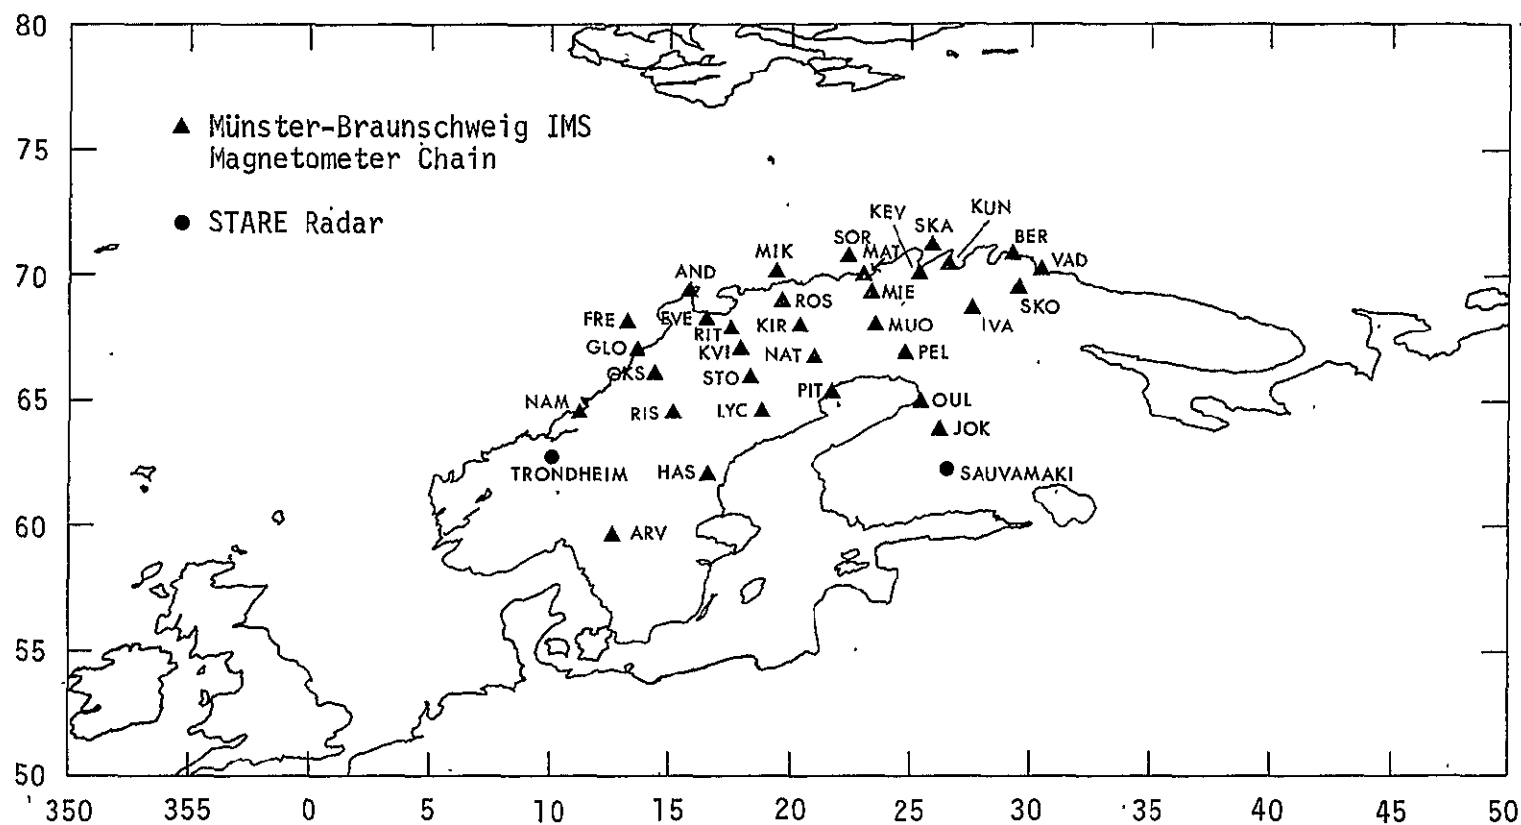 80
▲ Münster-Braunschweig IMS
Magnetometer Chain
75
● STARE Radar
KEV
KUN
SKA
SOR
BER
MIK
MAT
VAD
70
AND
MIE
ROS
SKO
FRE
EVE
KIR
MUO
IVA
RIT
GLO
KVI
NAT
PEL
OKS
STO
PIT
65
NAM
RIS
LYC
OUL
JOK
TRONDHEIM
HAS
SAUVAMAKI
60
ARV
55
50
350 355 0 5 10 15 20 25 30 35 40 45 50